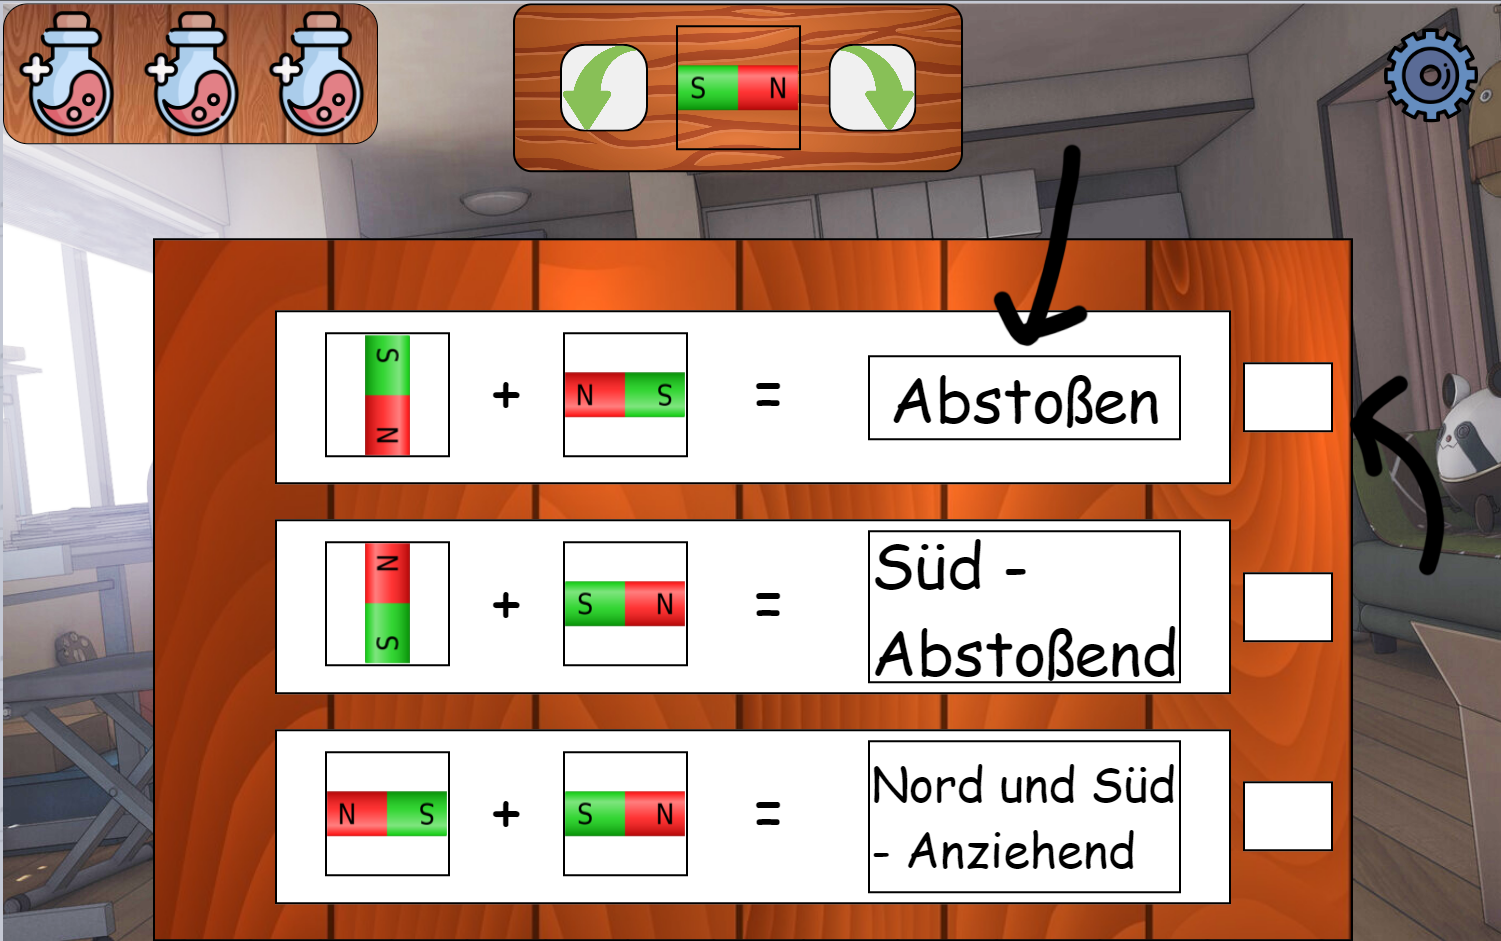 S N
S
N
+
N S
=
Abstoßen
N
S
+
S N
=
Süd -
Abstoßend
N S
+
S N
=
Nord und Süd
- Anziehend